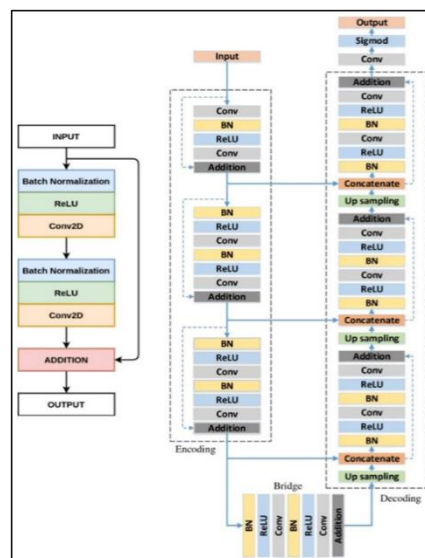 INPUT
Batch Normalization
ReLU
Conv2D
Batch Normalization
ReLU
Conv2D
ADDITION
OUTPUT
Input
Conv
BN
ReLU
Conv
Addition
BN
ReLU
Conv
BN
ReLU
Conv
Addition
BN
ReLU
Conv
BN
ReLU
Conv
Addition
Encoding
Bridge
BN
ReLU
Conv
BN
ReLU
Conv
Addition
Output
Sigmod
Conv
Addition
Conv
ReLU
BN
Conv
ReLU
BN
Concatenate
Up sampling
Addition
Conv
ReLU
BN
Conv
ReLU
BN
Concatenate
Up sampling
Addition
Conv
ReLU
BN
Conv
ReLU
BN
Concatenate
Up sampling
Decoding